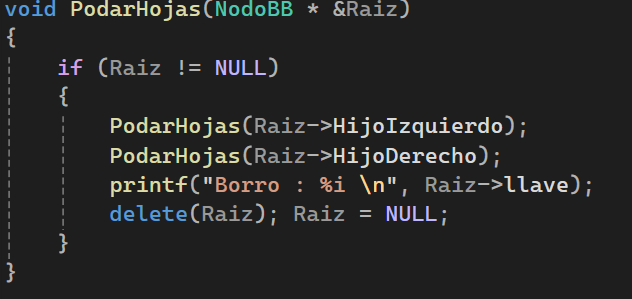 void PodarHojas(NodoBB * &Raiz)
{
if (Raiz != NULL)
{
PodarHojas(Raiz->HijoIzquierdo);
PodarHojas(Raiz->HijoDerecho);
printf("Borro : %i \n", Raiz->llave);
delete(Raiz); Raiz = NULL;
}
}